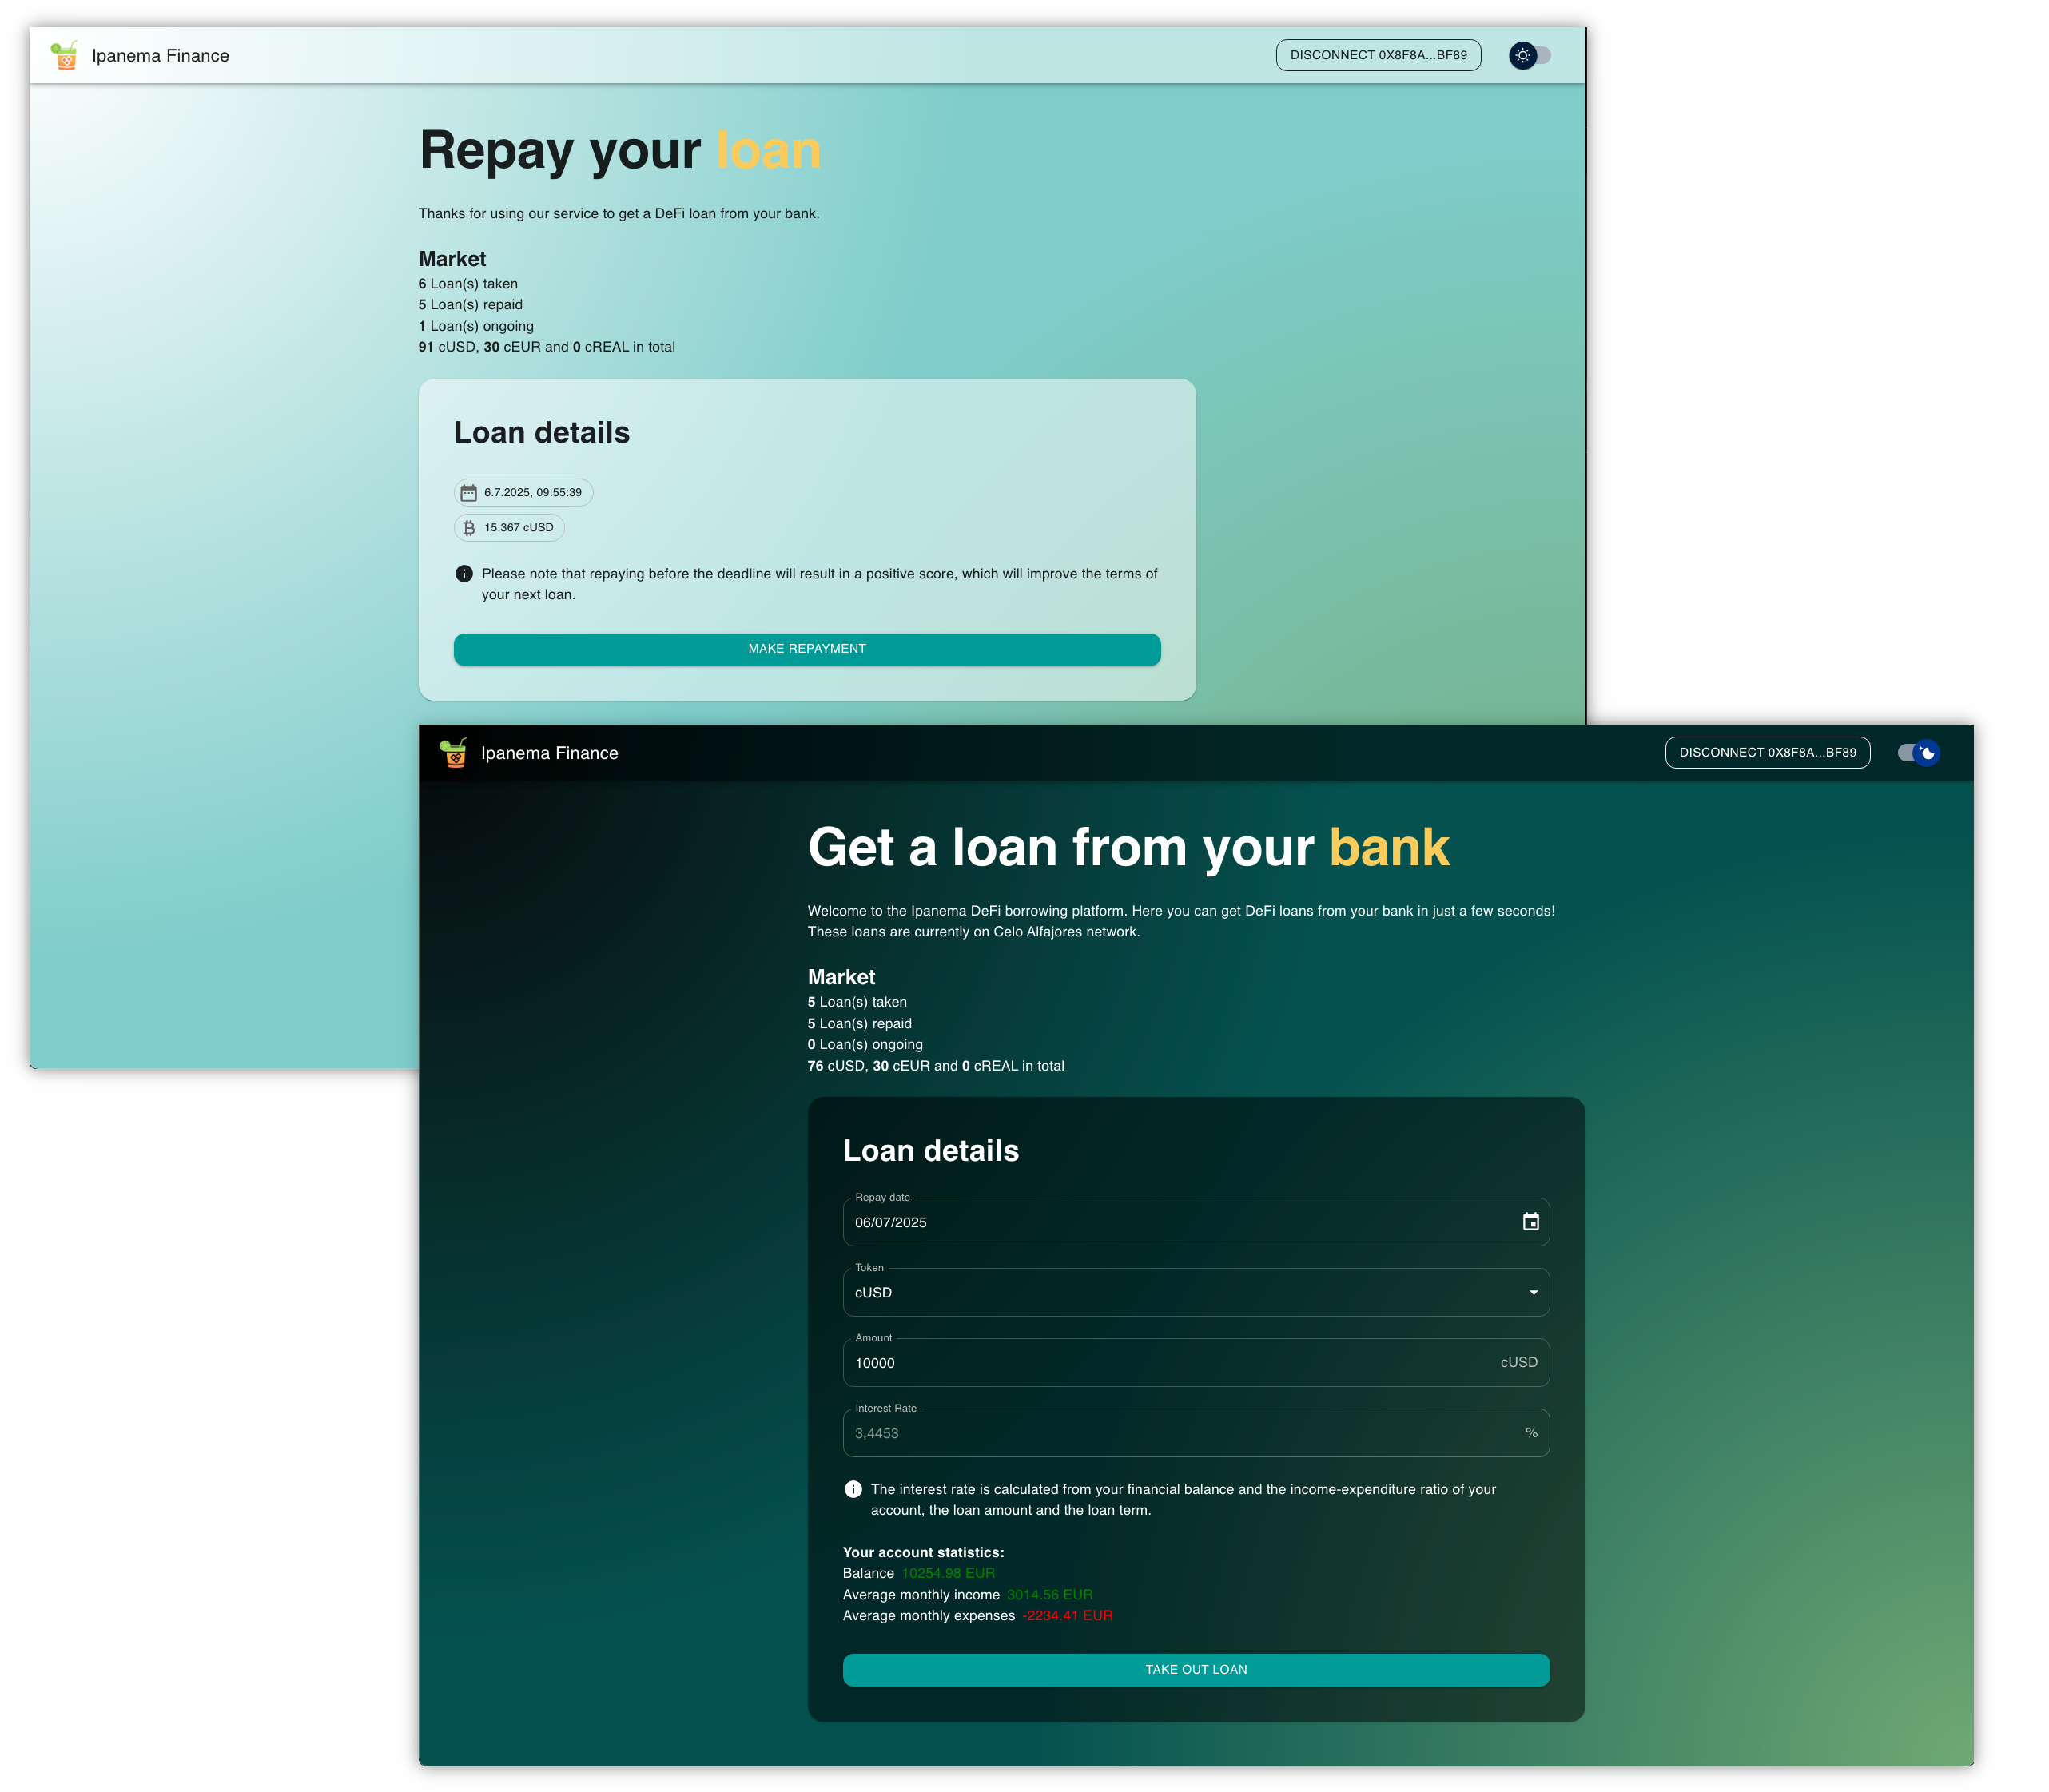 Ipanema Finance
DISCONNECT 0X8F8A...BF89
Repay your loan
Thanks for using our service to get a DeFi loan from your bank.
Market
6 Loan(s) taken
5 Loan(s) repaid
1 Loan(s) ongoing
91 cUSD, 30 cEUR and 0 cREAL in total
Loan details
6.7.2025, 09:55:39
15.367 cUSD
Please note that repaying before the deadline will result in a positive score, which will improve the terms of
your next loan.
MAKE REPAYMENT
Ipanema Finance
DISCONNECT 0X8F8A...BF89
Get a loan from your bank
Welcome to the Ipanema DeFi borrowing platform. Here you can get DeFi loans from your bank in just a few seconds!
These loans are currently on Celo Alfajores network.
Market
5 Loan(s) taken
5 Loan(s) repaid
0 Loan(s) ongoing
76 cUSD, 30 cEUR and 0 cREAL in total
Loan details
Repay date
06/07/2025
Token
cUSD
Amount
10000 cUSD
Interest Rate
3,4453 %
The interest rate is calculated from your financial balance and the income-expenditure ratio of your
account, the loan amount and the loan term.
Your account statistics:
Balance 10254.98 EUR
Average monthly income 3014.56 EUR
Average monthly expenses -2234.41 EUR
TAKE OUT LOAN